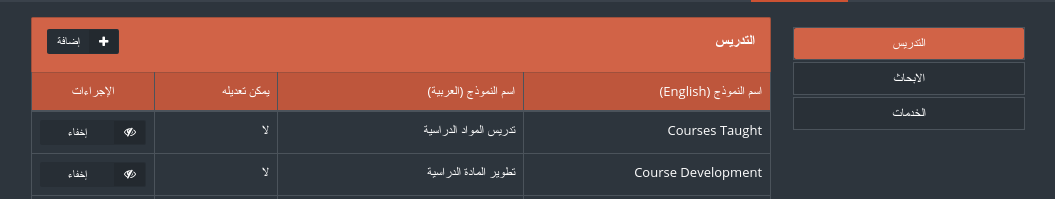 التدريس
إضافة
اسم النموذج (English) اسم النموذج (العربية) يمكن تعديله الإجراءات
Courses Taught تدريس المواد الدراسية لا إخفاء
Course Development تطوير المادة الدراسية لا إخفاء
التدريس
الابحاث
الخدمات